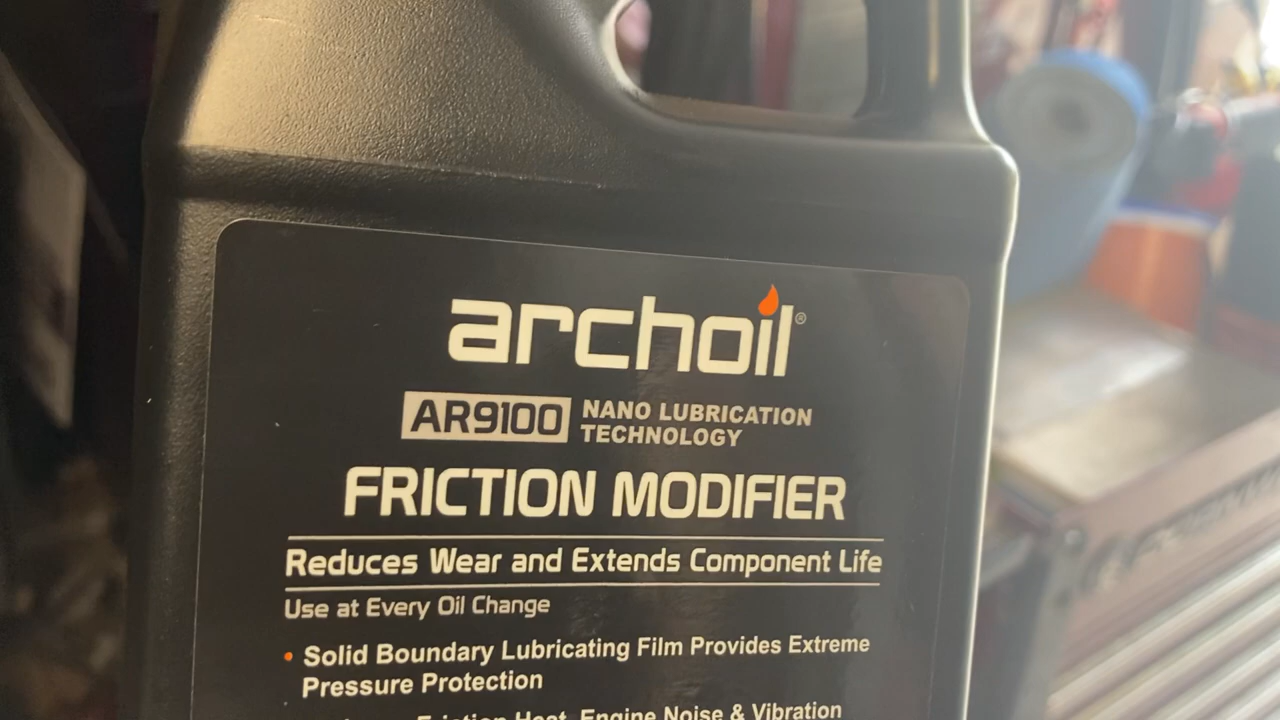 archoil®
AR9100 NANO LUBRICATION
TECHNOLOGY
FRICTION MODIFIER
Reduces Wear and Extends Component Life
Use at Every Oil Change
• Solid Boundary Lubricating Film Provides Extreme
Pressure Protection
Friction Heat, Engine Noise & Vibration